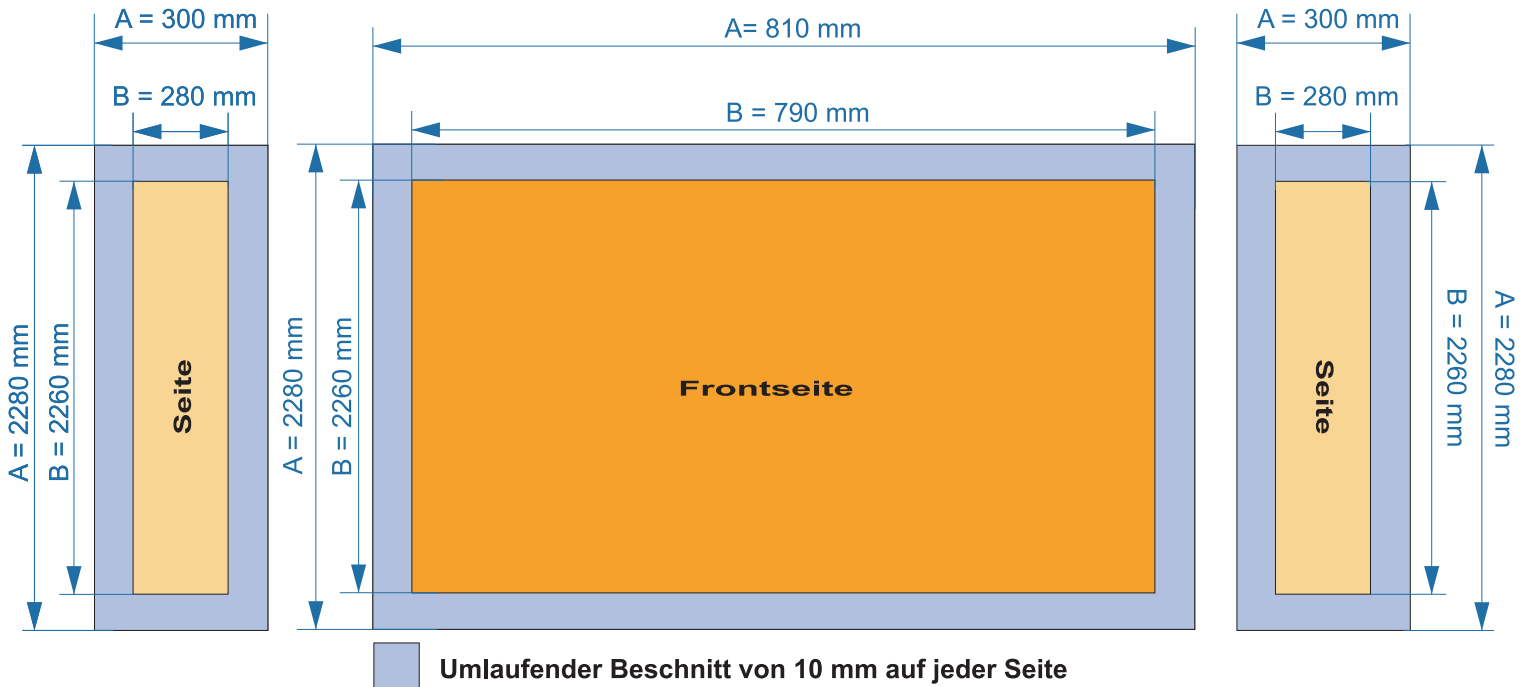 A = 300 mm
B = 280 mm
A = 2280 mm
B = 2260 mm
Seite
A= 810 mm
B = 790 mm
A = 2280 mm
B = 2260 mm
Frontseite
A = 300 mm
B = 280 mm
Seite
B = 2260 mm
A = 2280 mm
Umlaufender Beschnitt von 10 mm auf jeder Seite